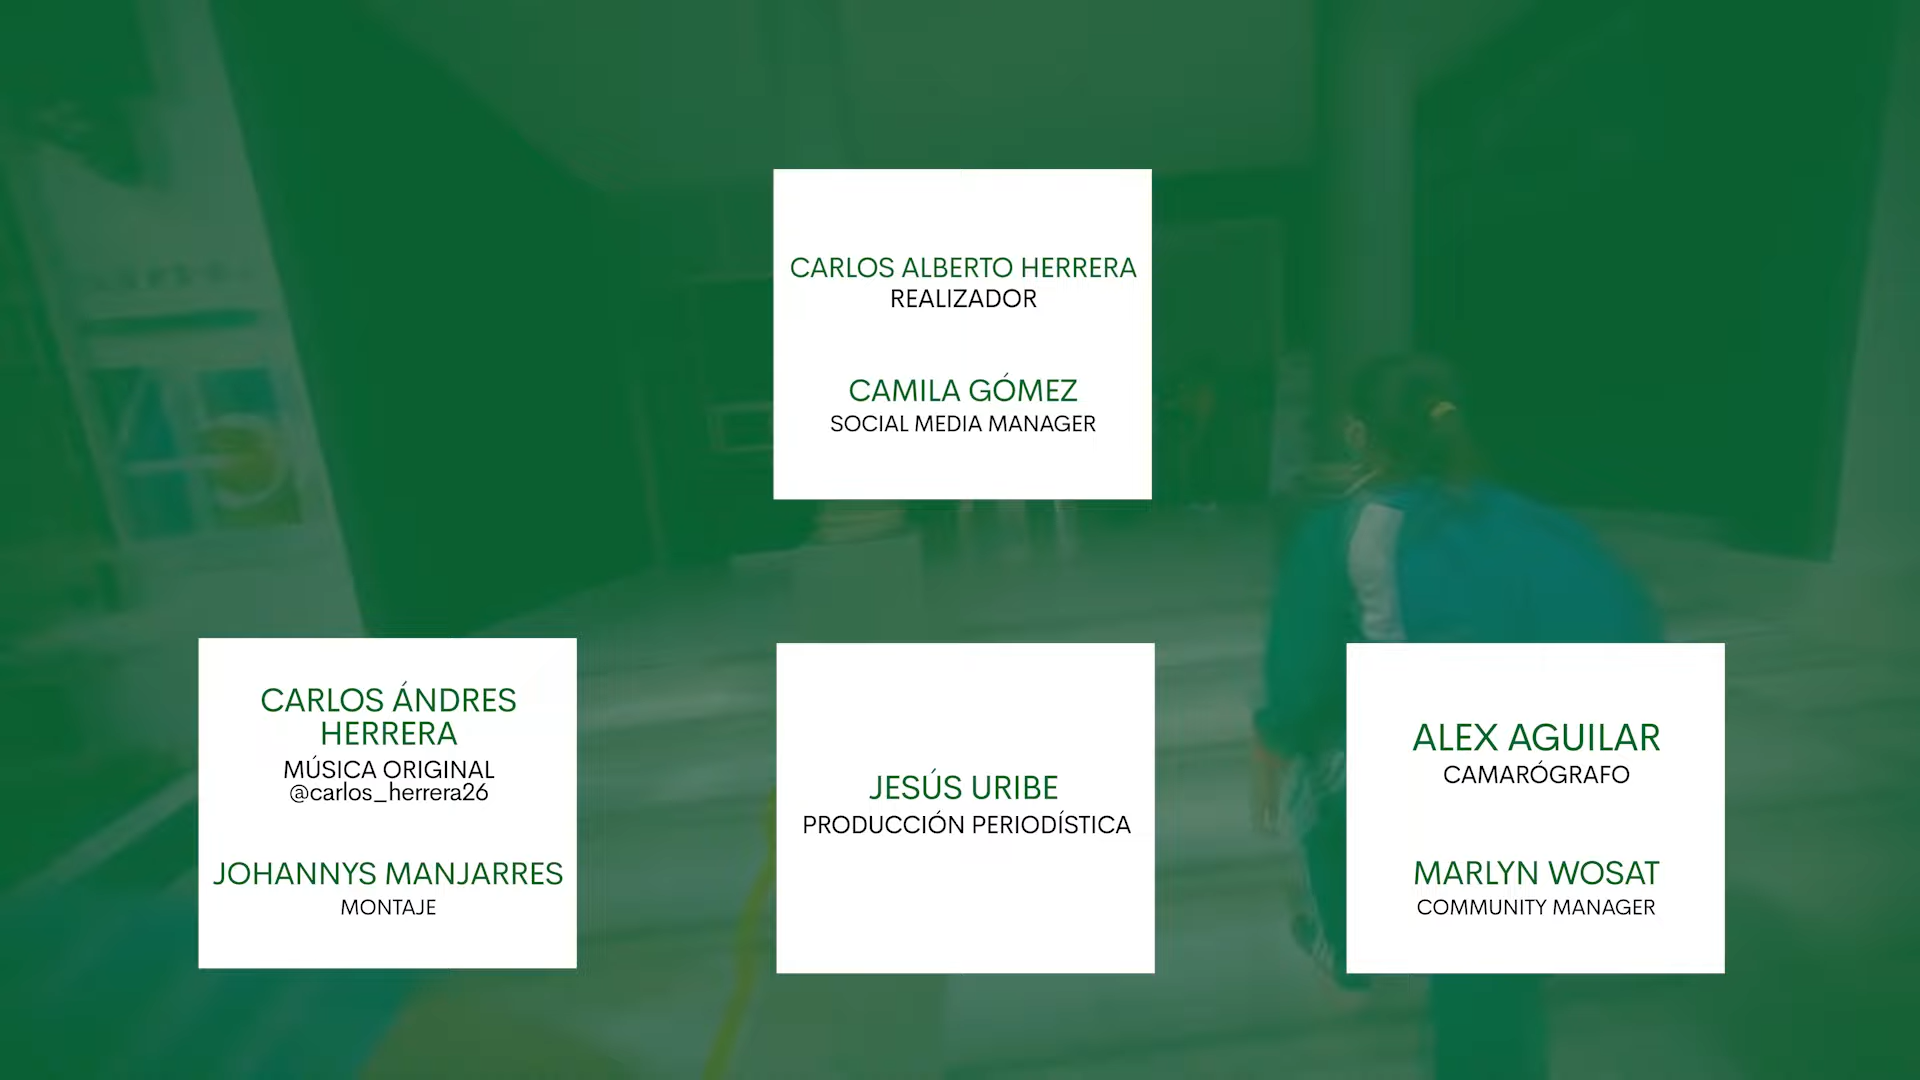 CARLOS ALBERTO HERRERA
REALIZADOR
CAMILA GÓMEZ
SOCIAL MEDIA MANAGER
CARLOS ÁNDRES
HERRERA
MÚSICA ORIGINAL
@carlos_herrera26
JOHANNYS MANJARRES
MONTAJE
JESÚS URIBE
PRODUCCIÓN PERIODÍSTICA
ALEX AGUILAR
CAMARÓGRAFO
MARLYN WOSAT
COMMUNITY MANAGER